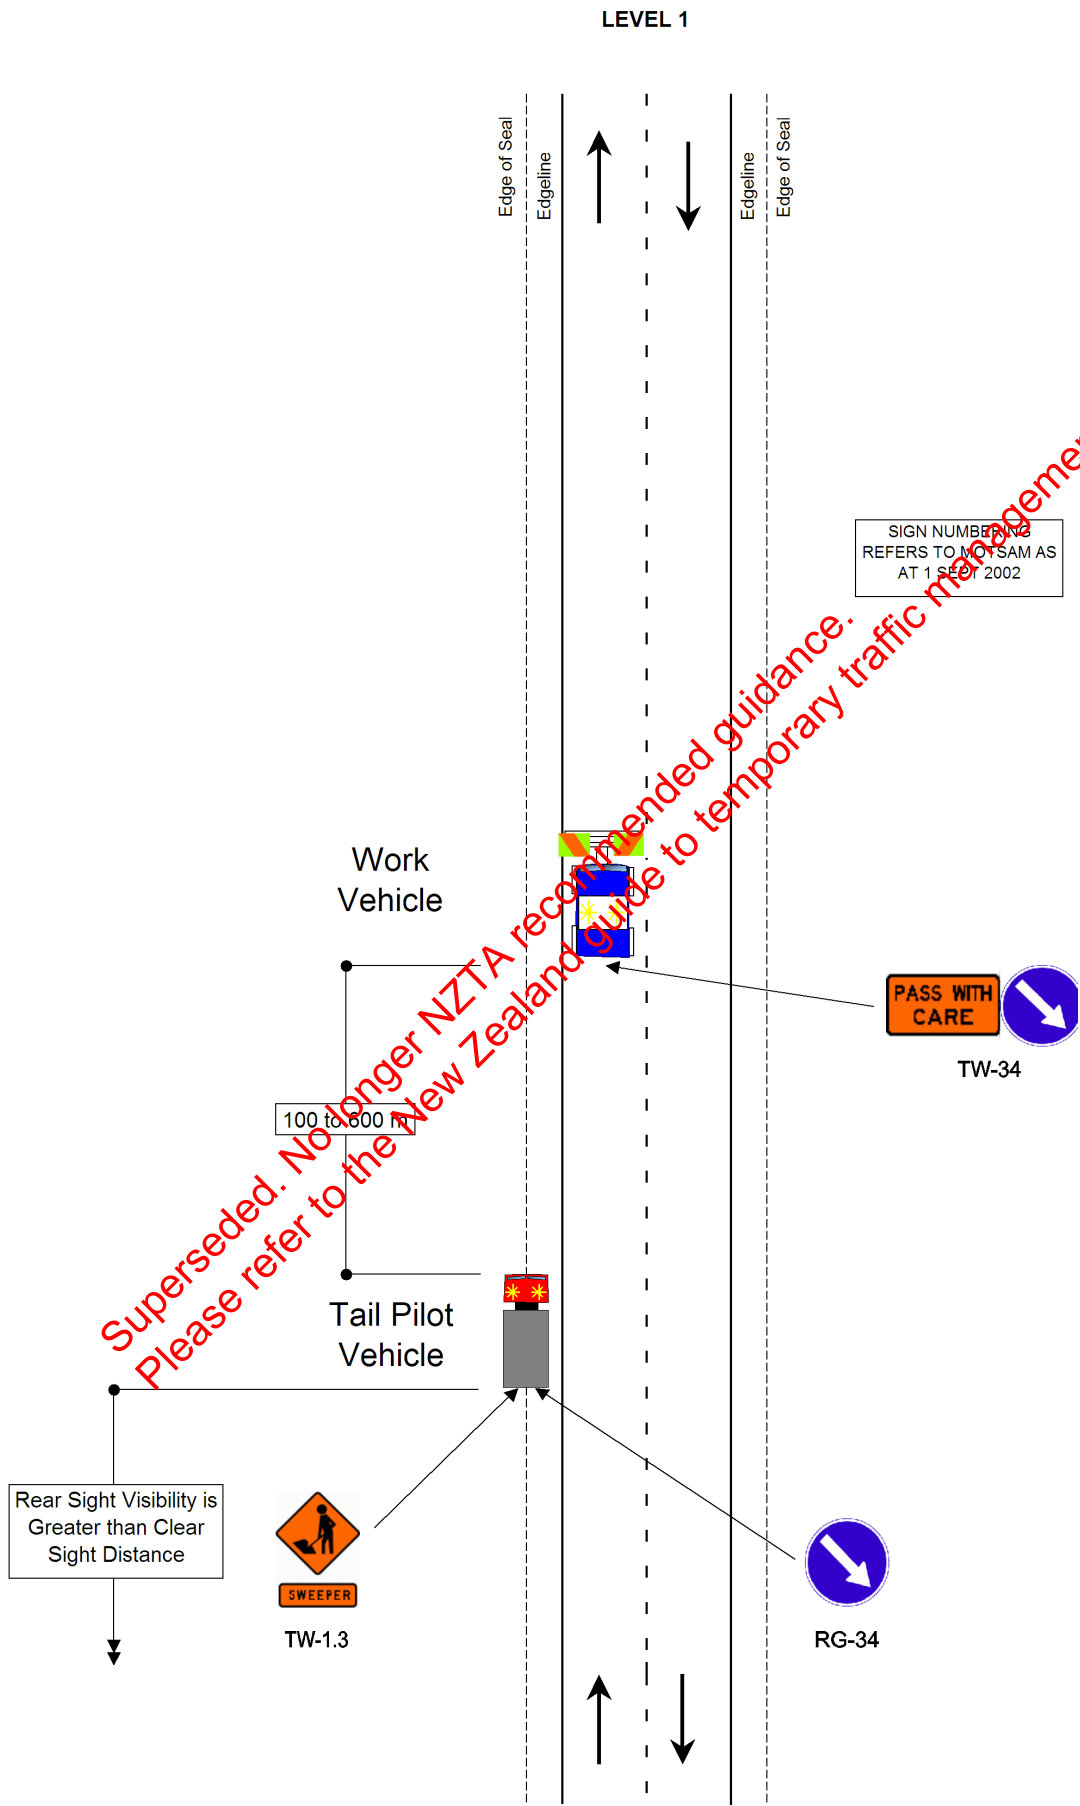 LEVEL 1
Edge of Seal
Edgeline
Edgeline
Edge of Seal
SIGN NUMBERING
REFERS TO MOTSAM AS
AT 1 SEPT 2002
Superseded. No longer NZTA recommended guidance.
Please refer to the New Zealand guide to temporary traffic
Work
Vehicle
PASS WITH
CARE
TW-34
100 to 600 m
Tail Pilot
Vehicle
Rear Sight Visibility is
Greater than Clear
Sight Distance
SWEEPER
TW-1.3
RG-34